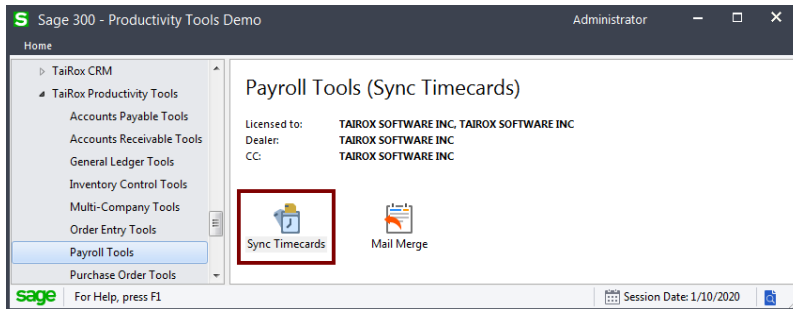 S Sage 300 - Productivity Tools Demo Administrator
Home
TaiRox CRM
TaiRox Productivity Tools
Accounts Payable Tools
Accounts Receivable Tools
General Ledger Tools
Inventory Control Tools
Multi-Company Tools
Order Entry Tools
Payroll Tools
Purchase Order Tools
Payroll Tools (Sync Timecards)
Licensed to: TAIROX SOFTWARE INC, TAIROX SOFTWARE INC
Dealer: TAIROX SOFTWARE INC
CC: TAIROX SOFTWARE INC
Sync Timecards Mail Merge
sage For Help, press F1 Session Date: 1/10/2020